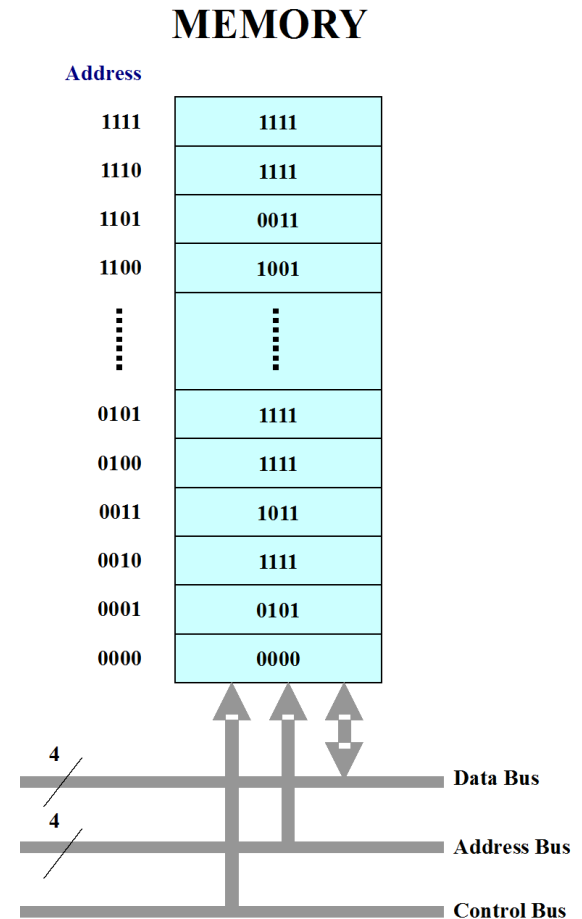 MEMORY
Address
1111 1111
1110 1111
1101 0011
1100 1001
0101 1111
0100 1111
0011 1011
0010 1111
0001 0101
0000 0000
4
Data Bus
4
Address Bus
Control Bus